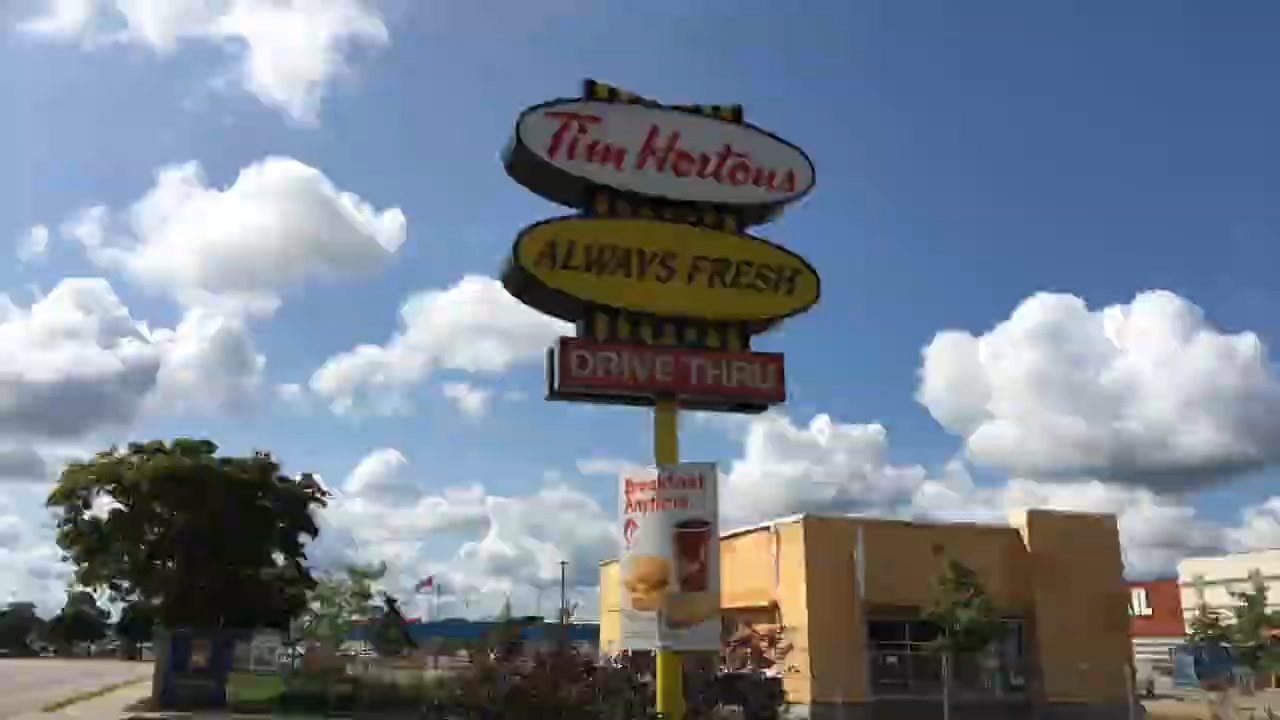 Tim Hortons
ALWAYS FRESH
DRIVE THRU
Breakfast
Anytime